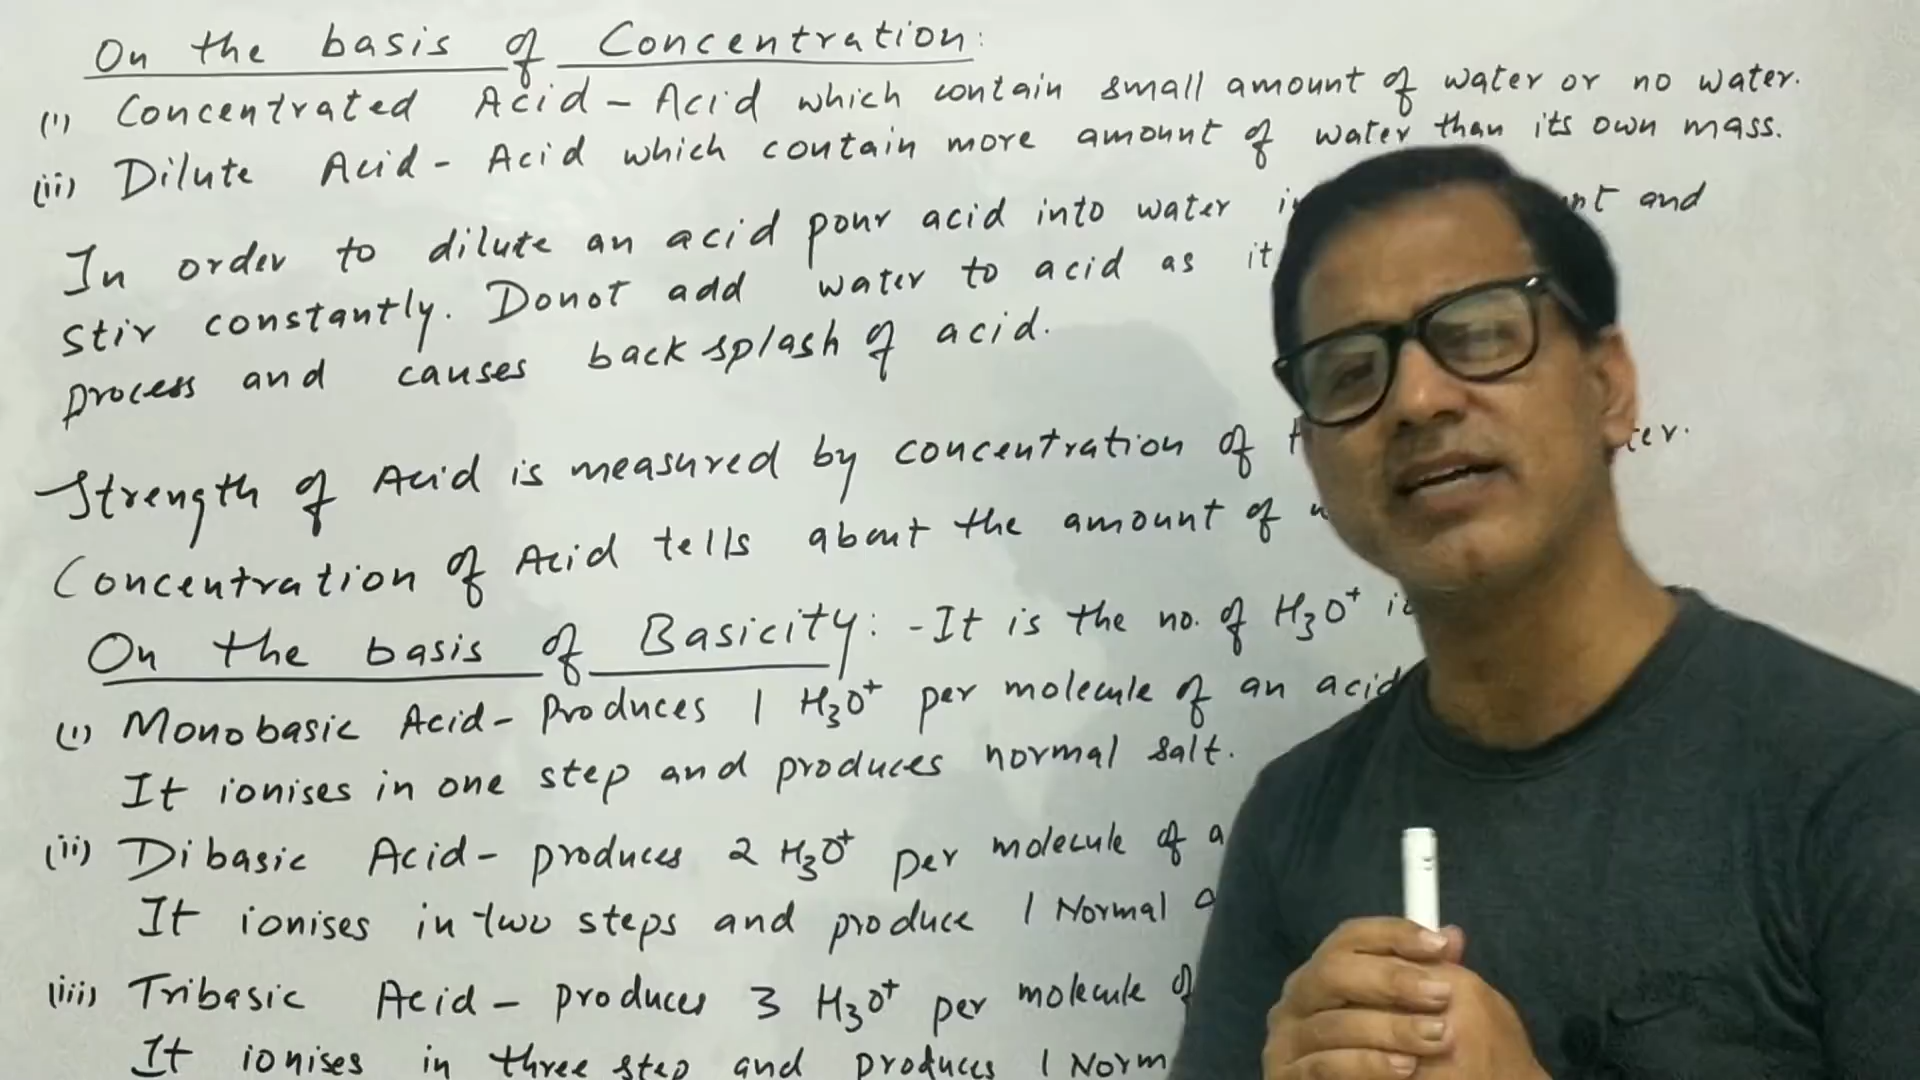 On the basis of Concentration:
(i) Concentrated Acid - Acid which contain small amount of water or no water.
(ii) Dilute Acid - Acid which contain more amount of water than its own mass.
In order to dilute an acid pour acid into water and
stir constantly. Donot add water to acid as it
process and causes back splash of acid.
Strength of Acid is measured by concentration of
Concentration of Acid tells about the amount of
On the basis of Basicity: - It is the no. of H3O+
(i) Monobasic Acid - Produces 1 H3O+ per molecule of an acid
It ionises in one step and produces normal salt.
(ii) Dibasic Acid - produces 2 H3O+ per molecule of a
It ionises in two steps and produce 1 Normal
(iii) Tribasic Acid - produces 3 H3O+ per molecule of
It ionises in three step and produces 1 Norm